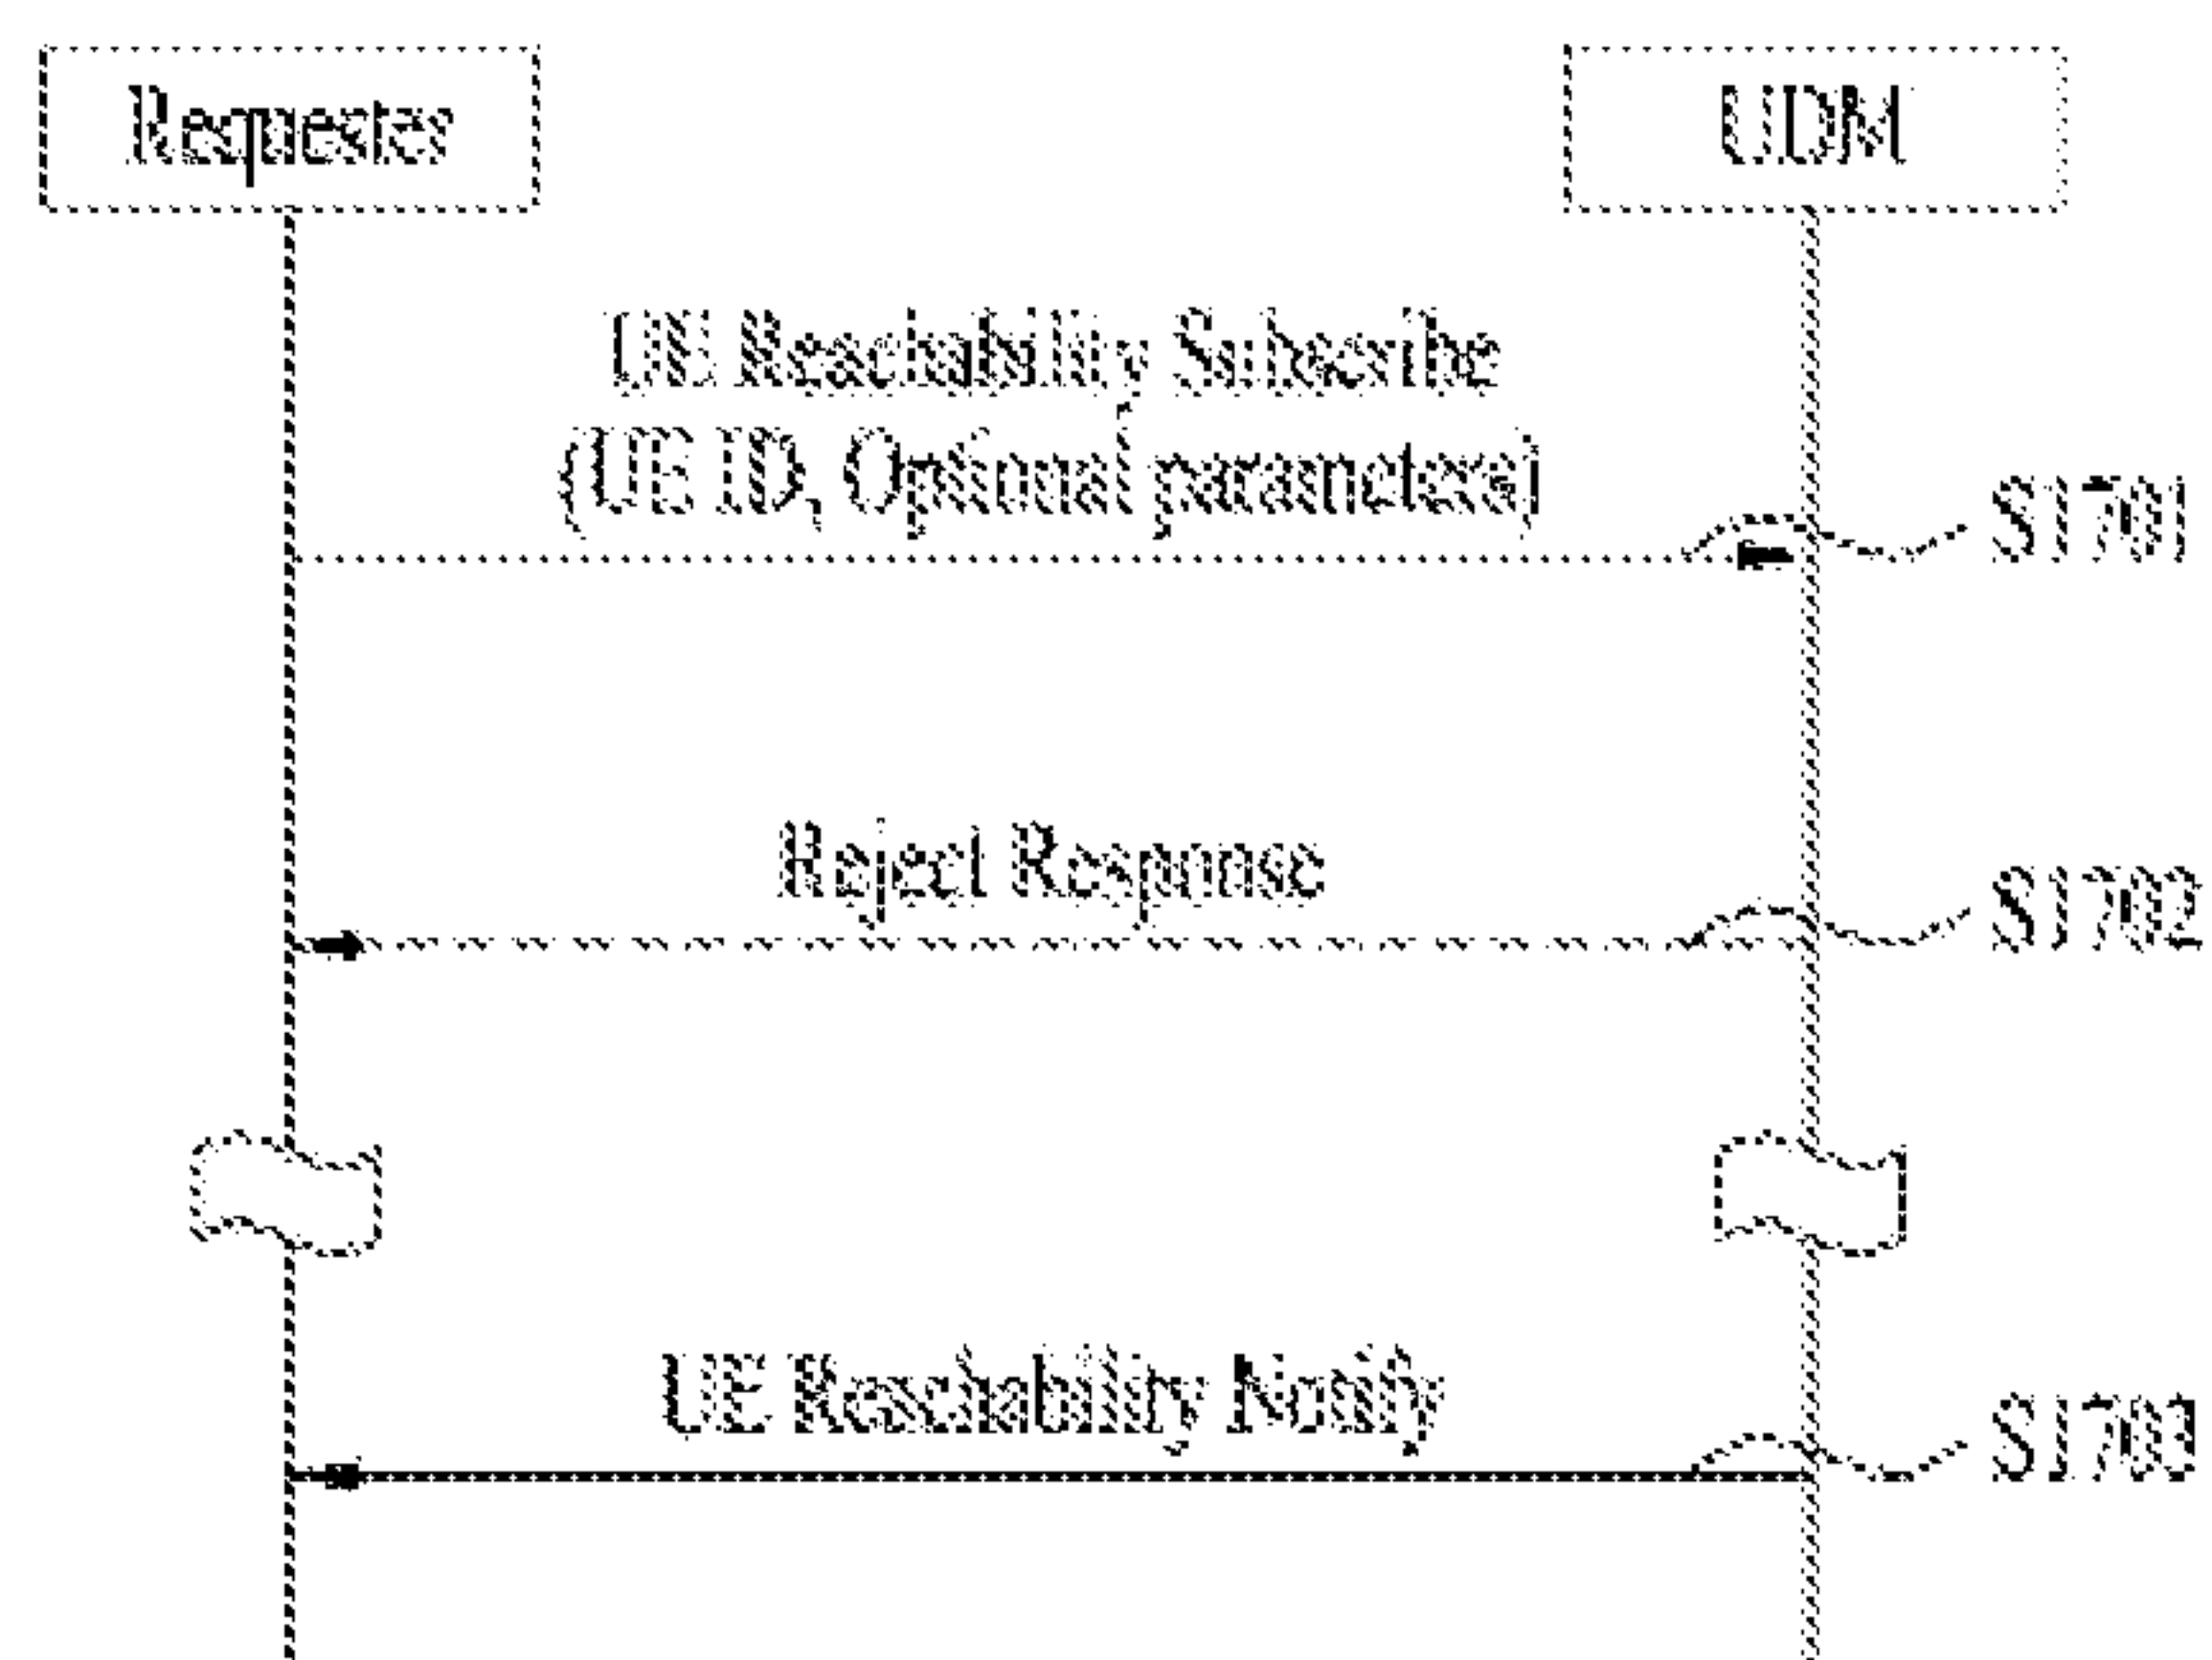 Requester
UDM
UE Reachability Subscribe
(UE ID, Optional parameters)
S1701
Reject Response
S1702
UE Reachability Notify
S1703